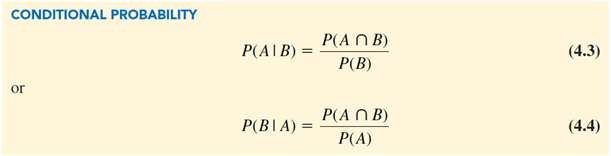 CONDITIONAL PROBABILITY
P(A | B) = P(A ∩ B) / P(B) (4.3)
or
P(B | A) = P(A ∩ B) / P(A) (4.4)